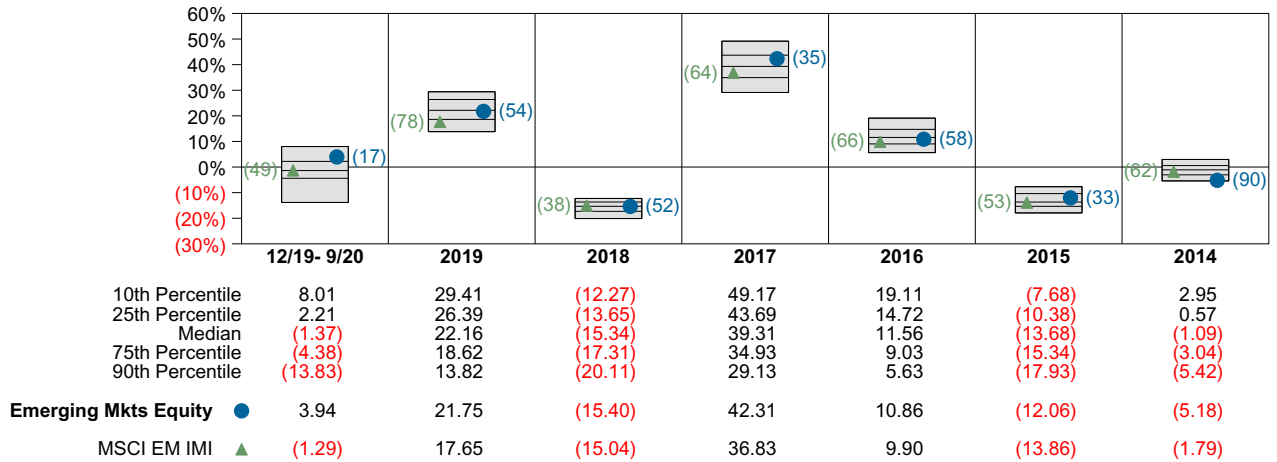 60%
50%
40%
30%
20%
10%
0%
(10%)
(20%)
(30%)
(49) (17)
(78) (54)
(38) (52)
(64) (35)
(66) (58)
(53) (33)
(62) (90)
12/19- 9/20 2019 2018 2017 2016 2015 2014
10th Percentile 8.01 29.41 (12.27) 49.17 19.11 (7.68) 2.95
25th Percentile 2.21 26.39 (13.65) 43.69 14.72 (10.38) 0.57
Median (1.37) 22.16 (15.34) 39.31 11.56 (13.68) (1.09)
75th Percentile (4.38) 18.62 (17.31) 34.93 9.03 (15.34) (3.04)
90th Percentile (13.83) 13.82 (20.11) 29.13 5.63 (17.93) (5.42)
Emerging Mkts Equity 3.94 21.75 (15.40) 42.31 10.86 (12.06) (5.18)
MSCI EM IMI (1.29) 17.65 (15.04) 36.83 9.90 (13.86) (1.79)